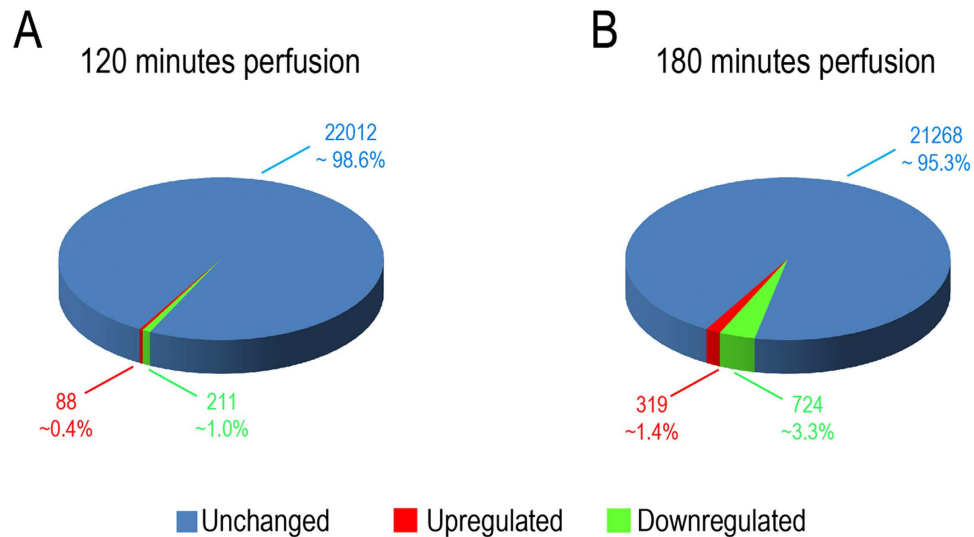 A
120 minutes perfusion
22012
~ 98.6%
88
~0.4%
211
~1.0%
B
180 minutes perfusion
21268
~ 95.3%
319
~1.4%
724
~3.3%
Unchanged
Upregulated
Downregulated